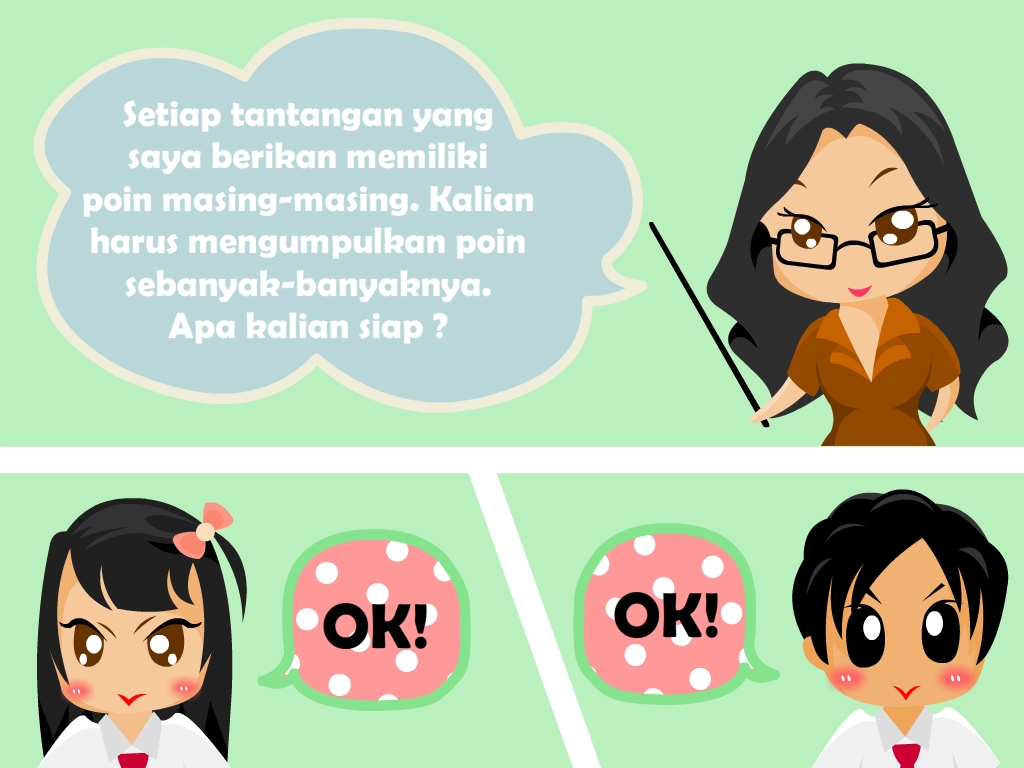 Setiap tantangan yang
saya berikan memiliki
poin masing-masing. Kalian
harus mengumpulkan poin
sebanyak-banyaknya.
Apa kalian siap ?
OK!
OK!